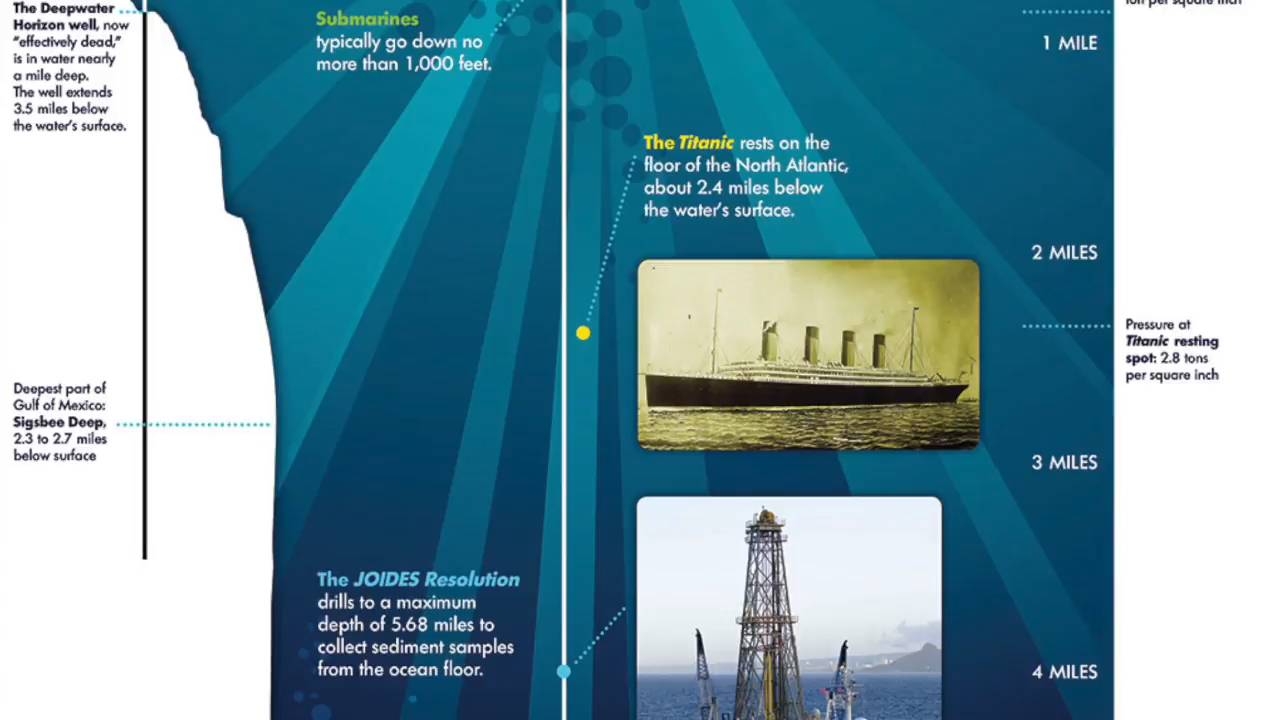 The Deepwater
Horizon well, now
"effectively dead,"
is in water nearly
a mile deep.
The well extends
3.5 miles below
the water's surface.
Submarines
typically go down no
more than 1,000 feet.
ton per square inch
1 MILE
The Titanic rests on the
floor of the North Atlantic,
about 2.4 miles below
the water's surface.
2 MILES
Pressure at
Titanic resting
spot: 2.8 tons
per square inch
Deepest part of
Gulf of Mexico:
Sigsbee Deep,
2.3 to 2.7 miles
below surface
3 MILES
The JOIDES Resolution
drills to a maximum
depth of 5.68 miles to
collect sediment samples
from the ocean floor.
4 MILES